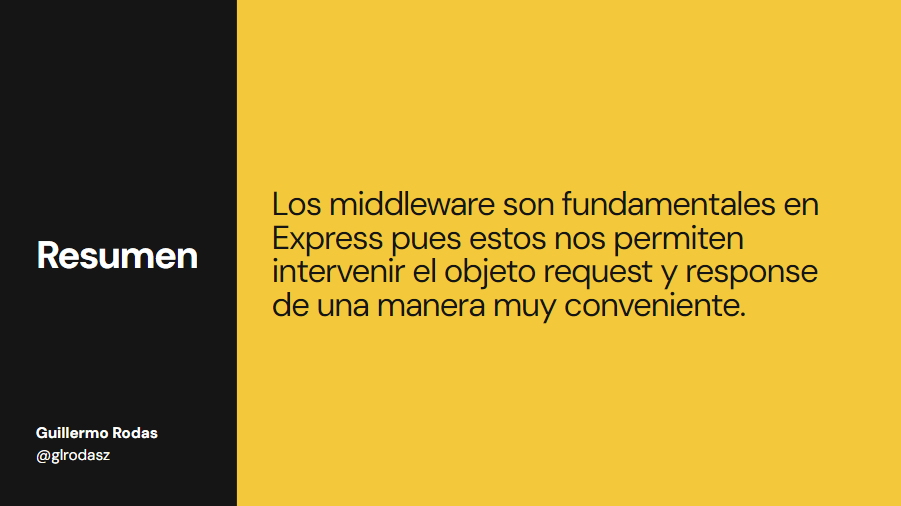 Resumen
Los middleware son fundamentales en
Express pues estos nos permiten
intervenir el objeto request y response
de una manera muy conveniente.
Guillermo Rodas
@glrodasz